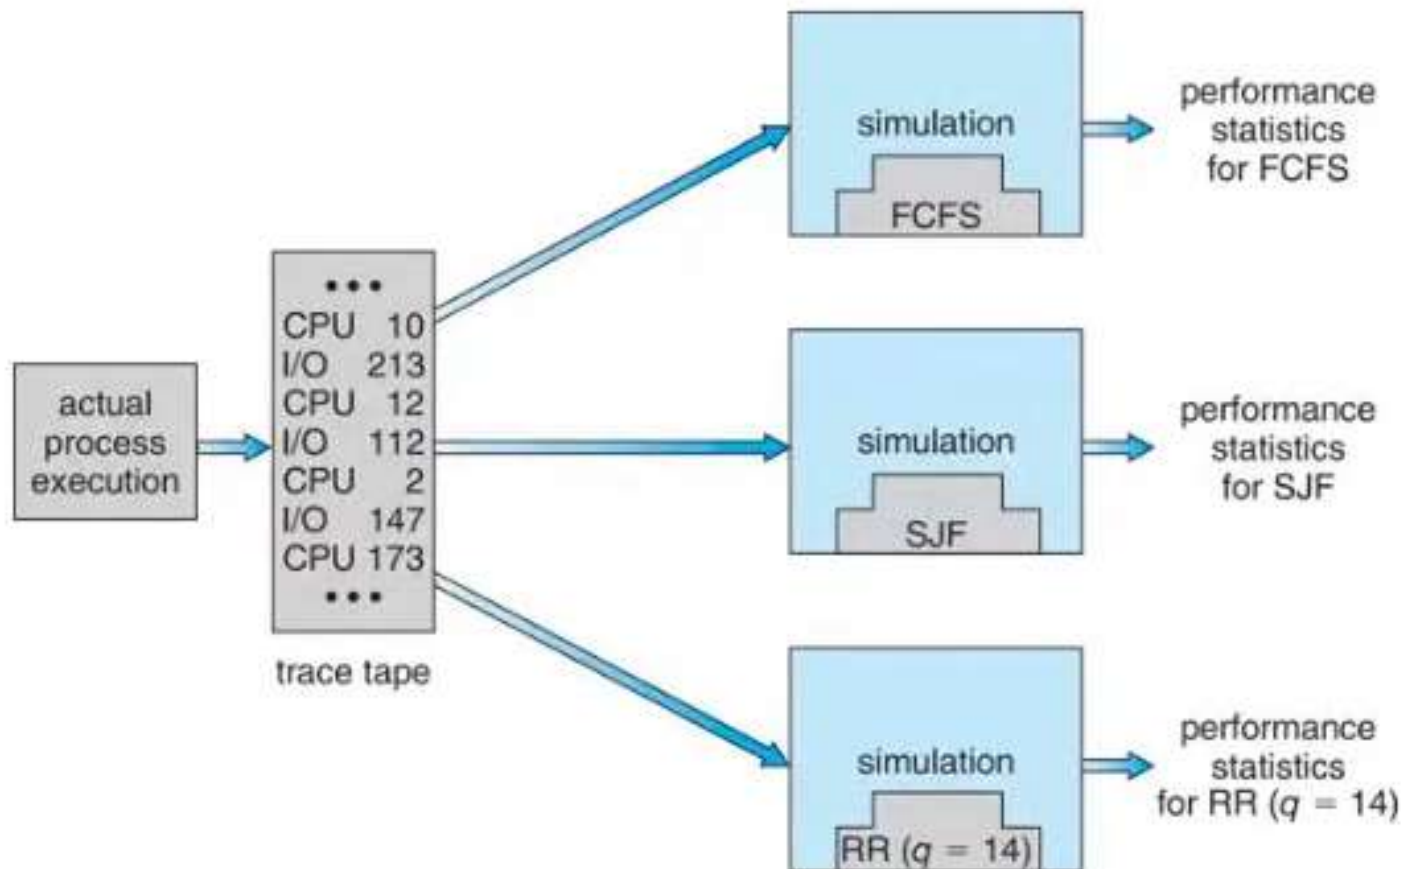 actual
process
execution
• • •
CPU 10
I/O 213
CPU 12
I/O 112
CPU 2
I/O 147
CPU 173
• • •
trace tape
simulation
FCFS
performance
statistics
for FCFS
simulation
SJF
performance
statistics
for SJF
simulation
RR (q = 14)
performance
statistics
for RR (q = 14)